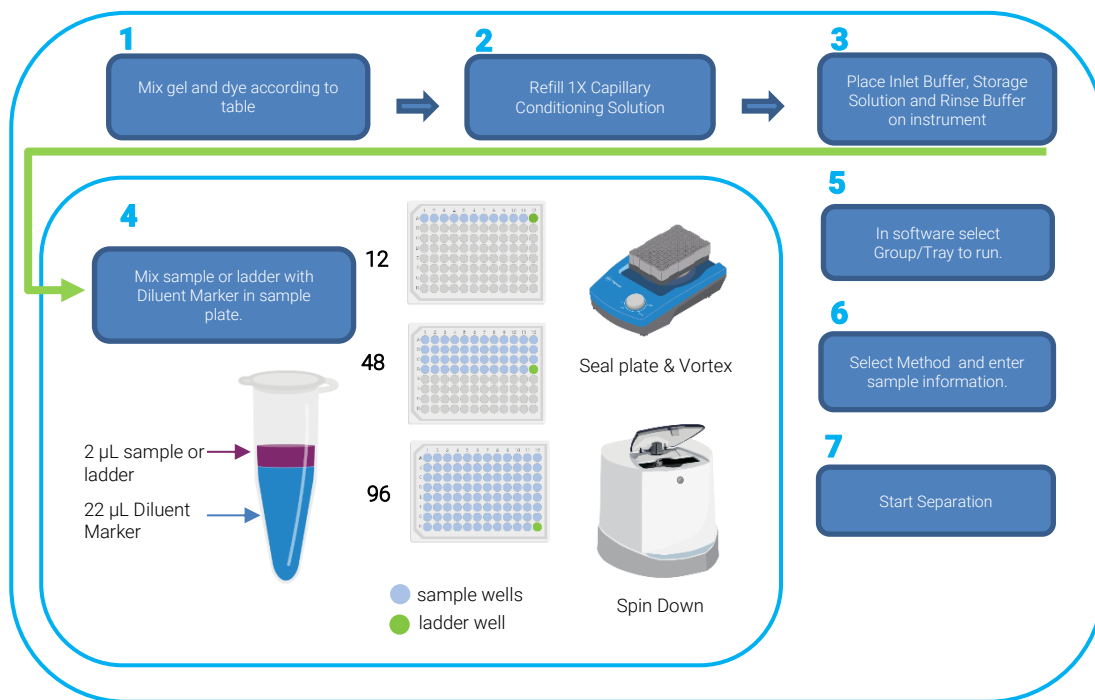 1
Mix gel and dye according to
table
2
Refill 1X Capillary
Conditioning Solution
3
Place Inlet Buffer, Storage
Solution and Rinse Buffer
on instrument
4
Mix sample or ladder with
Diluent Marker in sample
plate.
2 µL sample or
ladder
22 µL Diluent
Marker
12
48
96
sample wells
ladder well
Seal plate & Vortex
Spin Down
5
In software select
Group/Tray to run.
6
Select Method and enter
sample information.
7
Start Separation